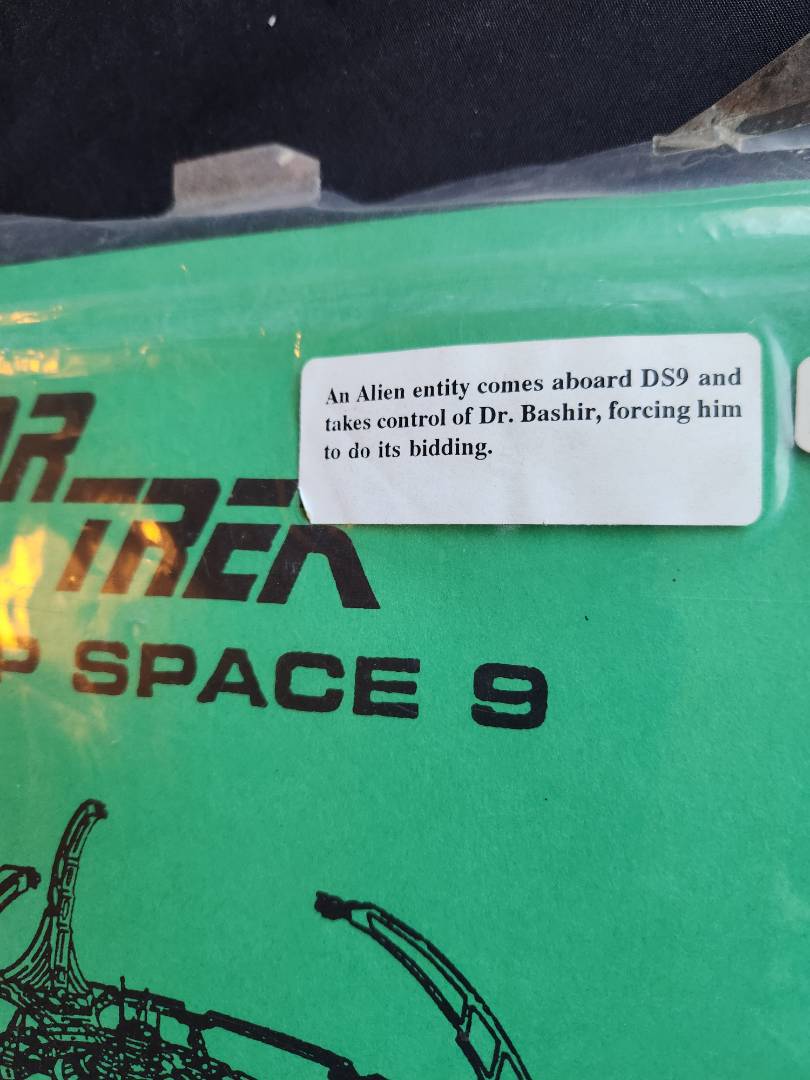 An Alien entity comes aboard DS9 and
takes control of Dr. Bashir, forcing him
to do its bidding.
TREK
SPACE 9